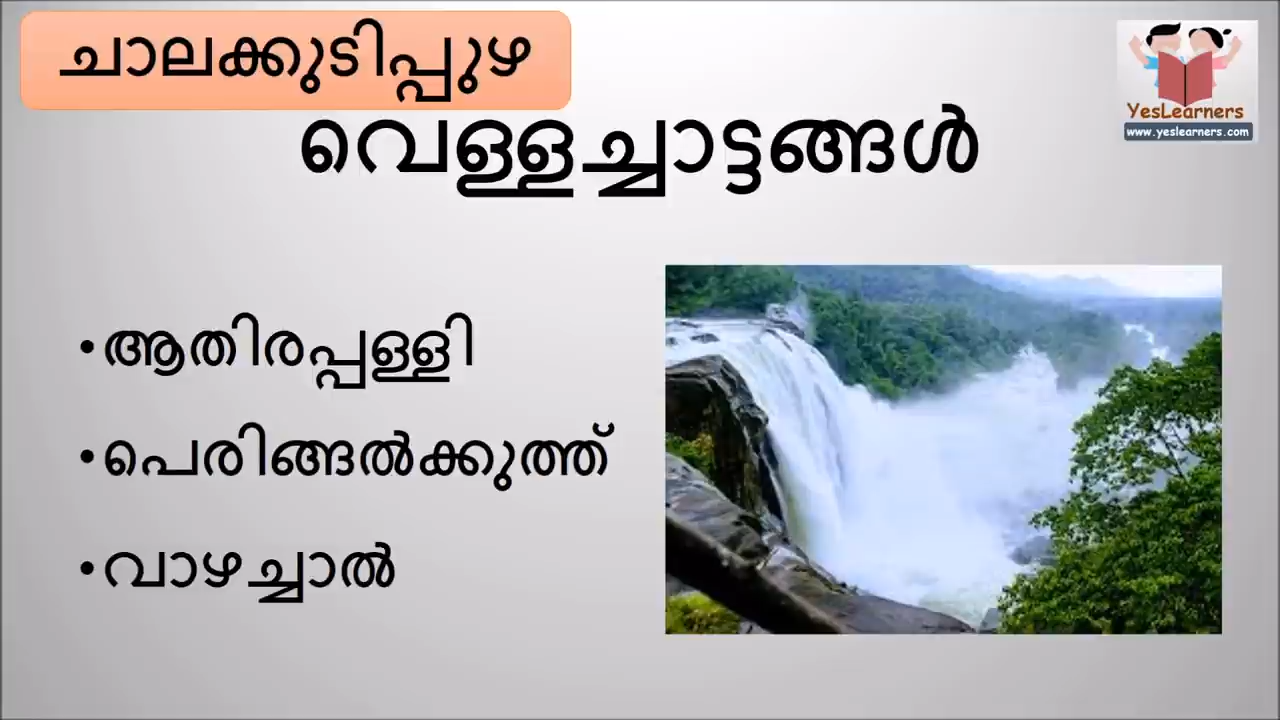 ചാലക്കുടിപ്പുഴ
വെള്ളച്ചാട്ടങ്ങൾ
•ആതിരപ്പള്ളി
•പെരിങ്ങൽക്കുത്ത്
•വാഴച്ചാൽ
YesLearners
www.yeslearners.com